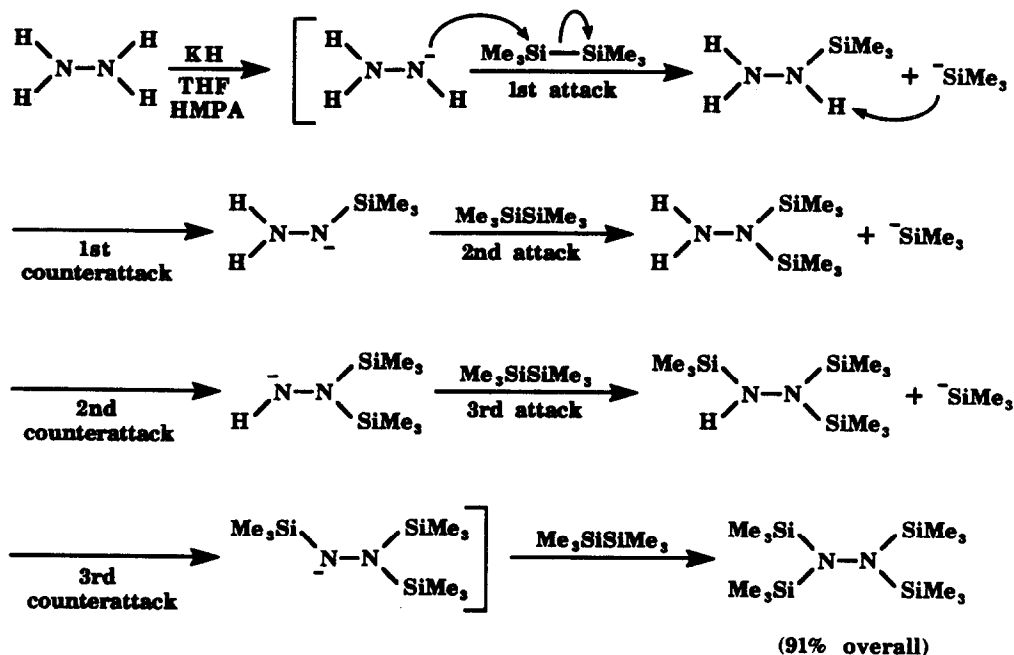 H H H SiMe₃
N–N KH N–N⁻ Me₃Si–SiMe₃ N–N + ⁻SiMe₃
H H THF H H 1st attack H H
HMPA
H SiMe₃ Me₃SiSiMe₃ H SiMe₃
1st N–N⁻ 2nd attack N–N + ⁻SiMe₃
counterattack H H SiMe₃
SiMe₃ Me₃SiSiMe₃ Me₃Si SiMe₃
2nd ⁻N–N 3rd attack N–N + ⁻SiMe₃
counterattack H SiMe₃ H SiMe₃
Me₃Si SiMe₃ Me₃SiSiMe₃ Me₃Si SiMe₃
3rd ⁻N–N N–N
counterattack SiMe₃ Me₃Si SiMe₃
(91% overall)